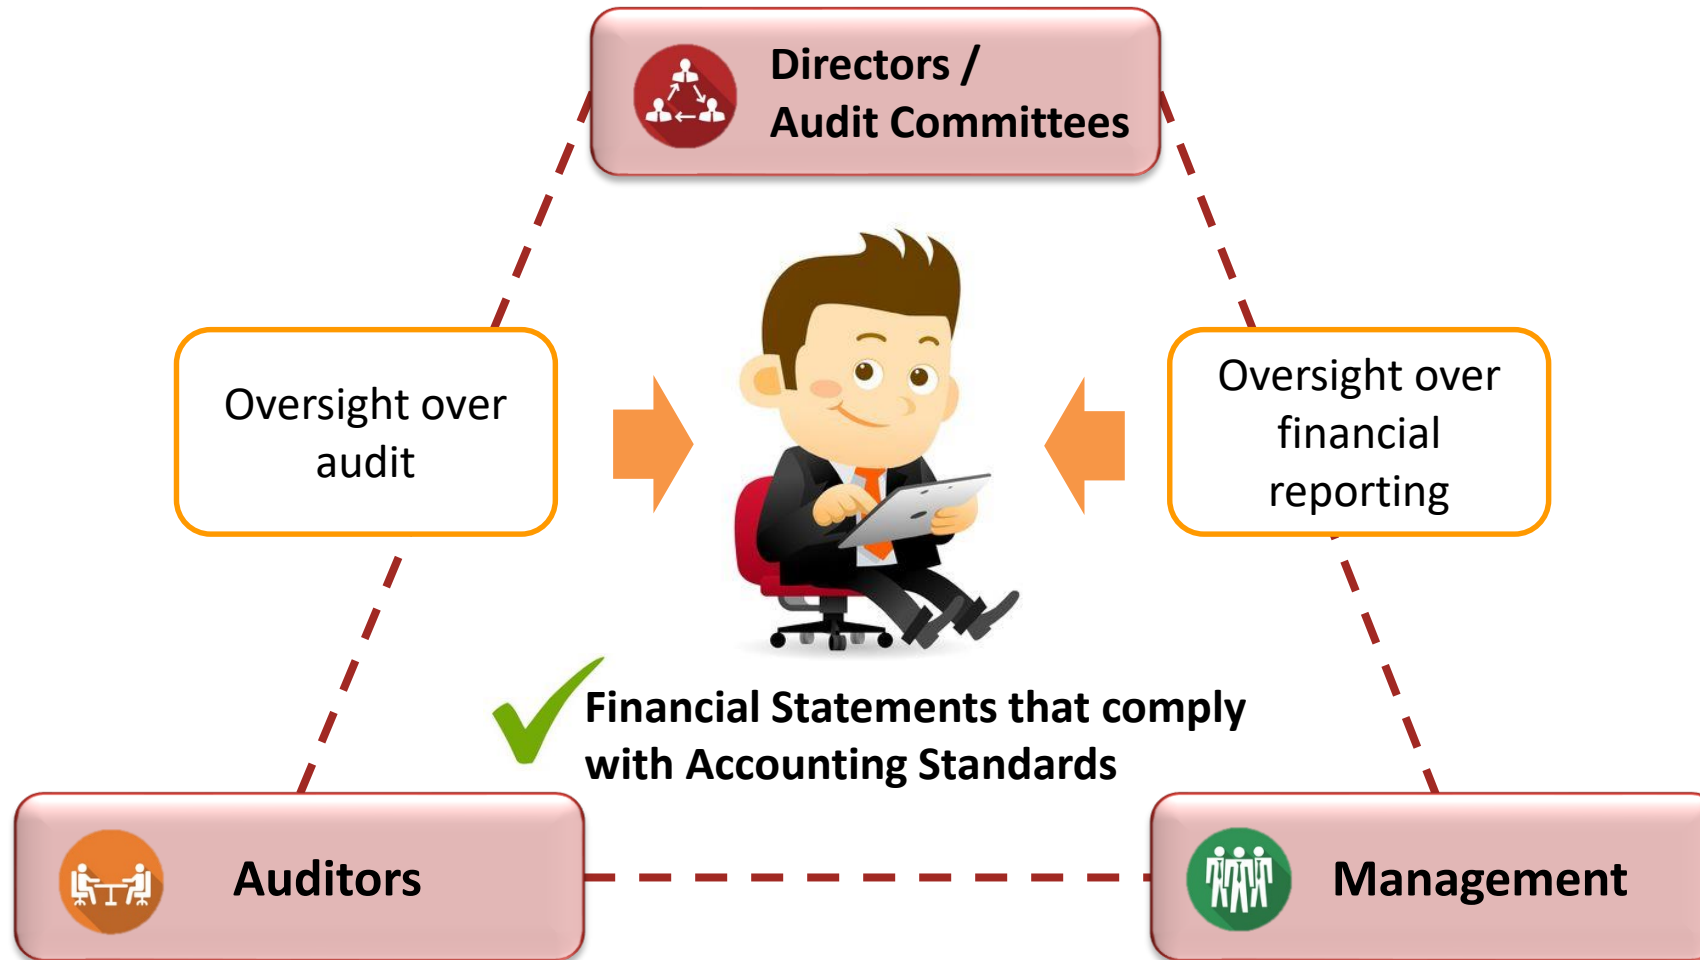 Directors /
Audit Committees
Oversight over
audit
Oversight over
financial
reporting
Financial Statements that comply
with Accounting Standards
Auditors
Management